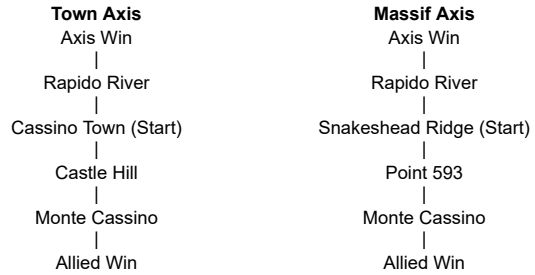 Town Axis
Axis Win
|
Rapido River
|
Cassino Town (Start)
|
Castle Hill
|
Monte Cassino
|
Allied Win
Massif Axis
Axis Win
|
Rapido River
|
Snakeshead Ridge (Start)
|
Point 593
|
Monte Cassino
|
Allied Win